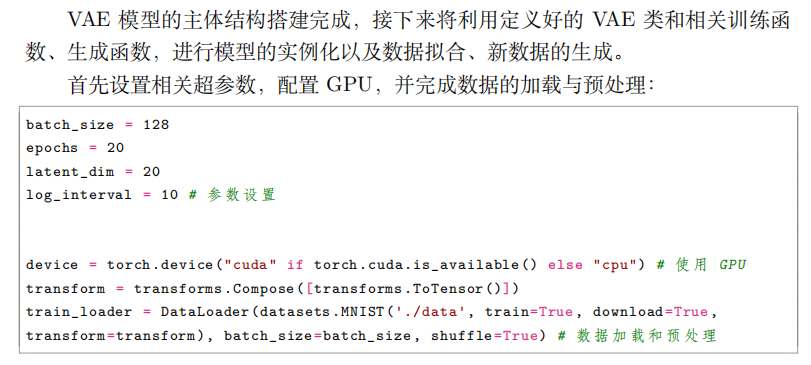 VAE 模型的主体结构搭建完成，接下来将利用定义好的 VAE 类和相关训练函
数、生成函数，进行模型的实例化以及数据拟合、新数据的生成。
首先设置相关超参数，配置 GPU，并完成数据的加载与预处理：
batch_size = 128
epochs = 20
latent_dim = 20
log_interval = 10 # 参数设置
device = torch.device("cuda" if torch.cuda.is_available() else "cpu") # 使用 GPU
transform = transforms.Compose([transforms.ToTensor()])
train_loader = DataLoader(datasets.MNIST('./data', train=True, download=True,
transform=transform), batch_size=batch_size, shuffle=True) # 数据加载和预处理